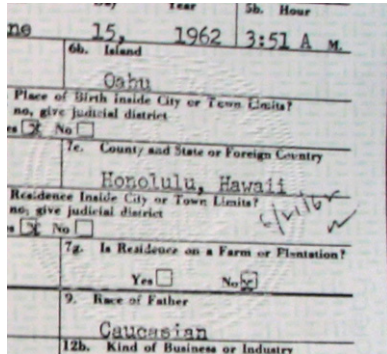 Year 5b. Hour
15, 1962 3:51 A M.
6b. Island
Oahu
Place of Birth inside City or Town Limits?
no, give judicial district
No
7e. County and State or Foreign Country
Honolulu, Hawaii
Residence Inside City or Town Limits?
no, give judicial district
No
7g. Is Residence on a Farm or Plantation?
Yes No
9. Race of Father
Caucasian
12b. Kind of Business or Industry